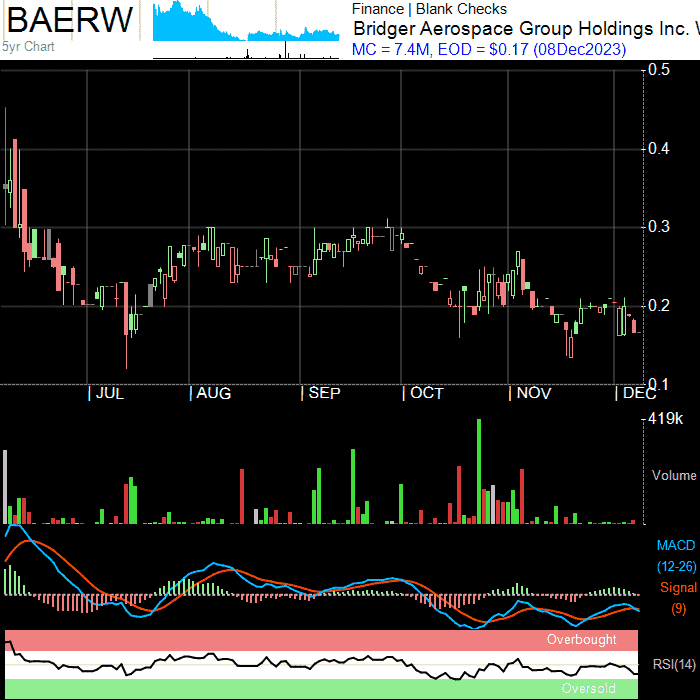 BAERW
5yr Chart
Finance | Blank Checks
Bridger Aerospace Group Holdings Inc. W
MC = 7.4M, EOD = $0.17 (08Dec2023)
0.5
0.4
0.3
0.2
0.1
JUL AUG SEP OCT NOV DEC
419k
Volume
MACD
(12-26)
Signal
(9)
Overbought
RSI(14)
Oversold